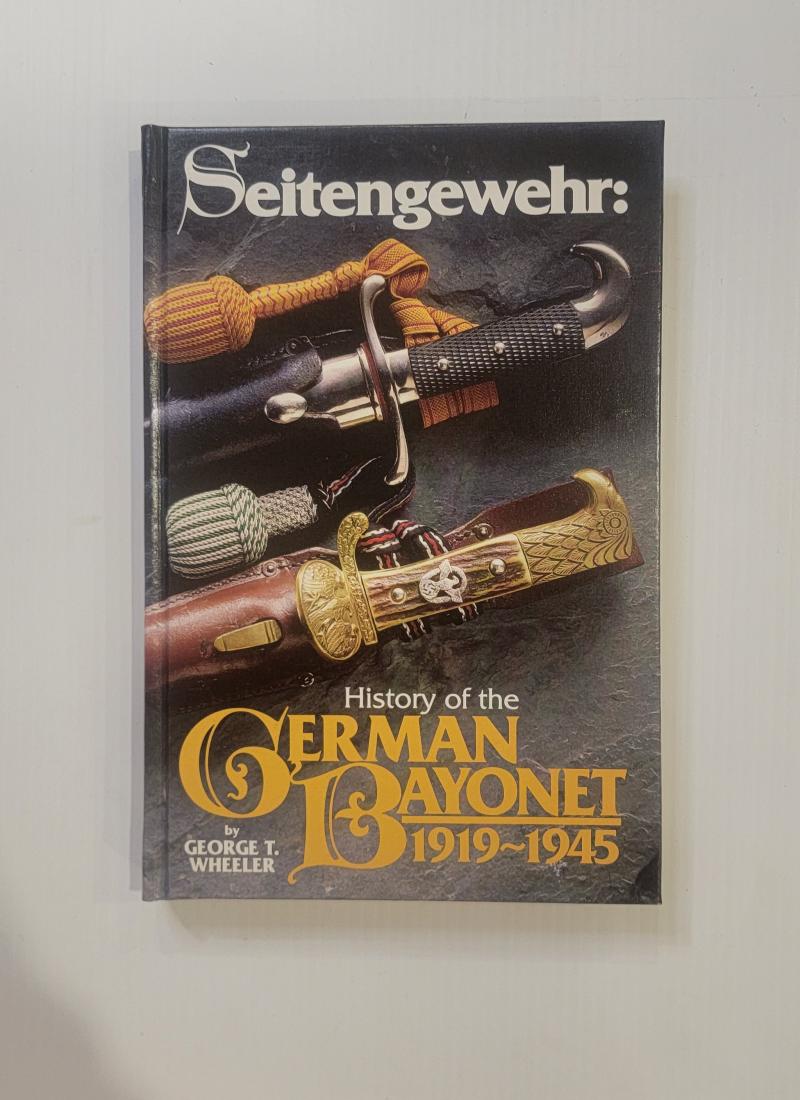 Seitengewehr:
History of the
GERMAN
BAYONET
by
GEORGE T.
WHEELER
1919~1945